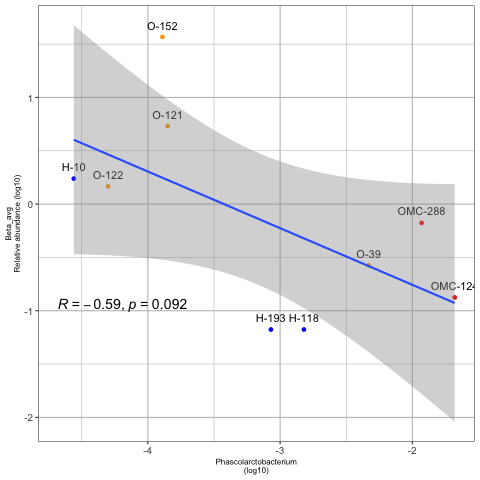 O-152
1
O-121
H-10
O-122
0
OMC-288
O-39
OMC-124
R = −0.59, p = 0.092
-1
H-193 H-118
-2
-4 -3 -2
Beta_avg
Relative abundance (log10)
Phascolarctobacterium
(log10)